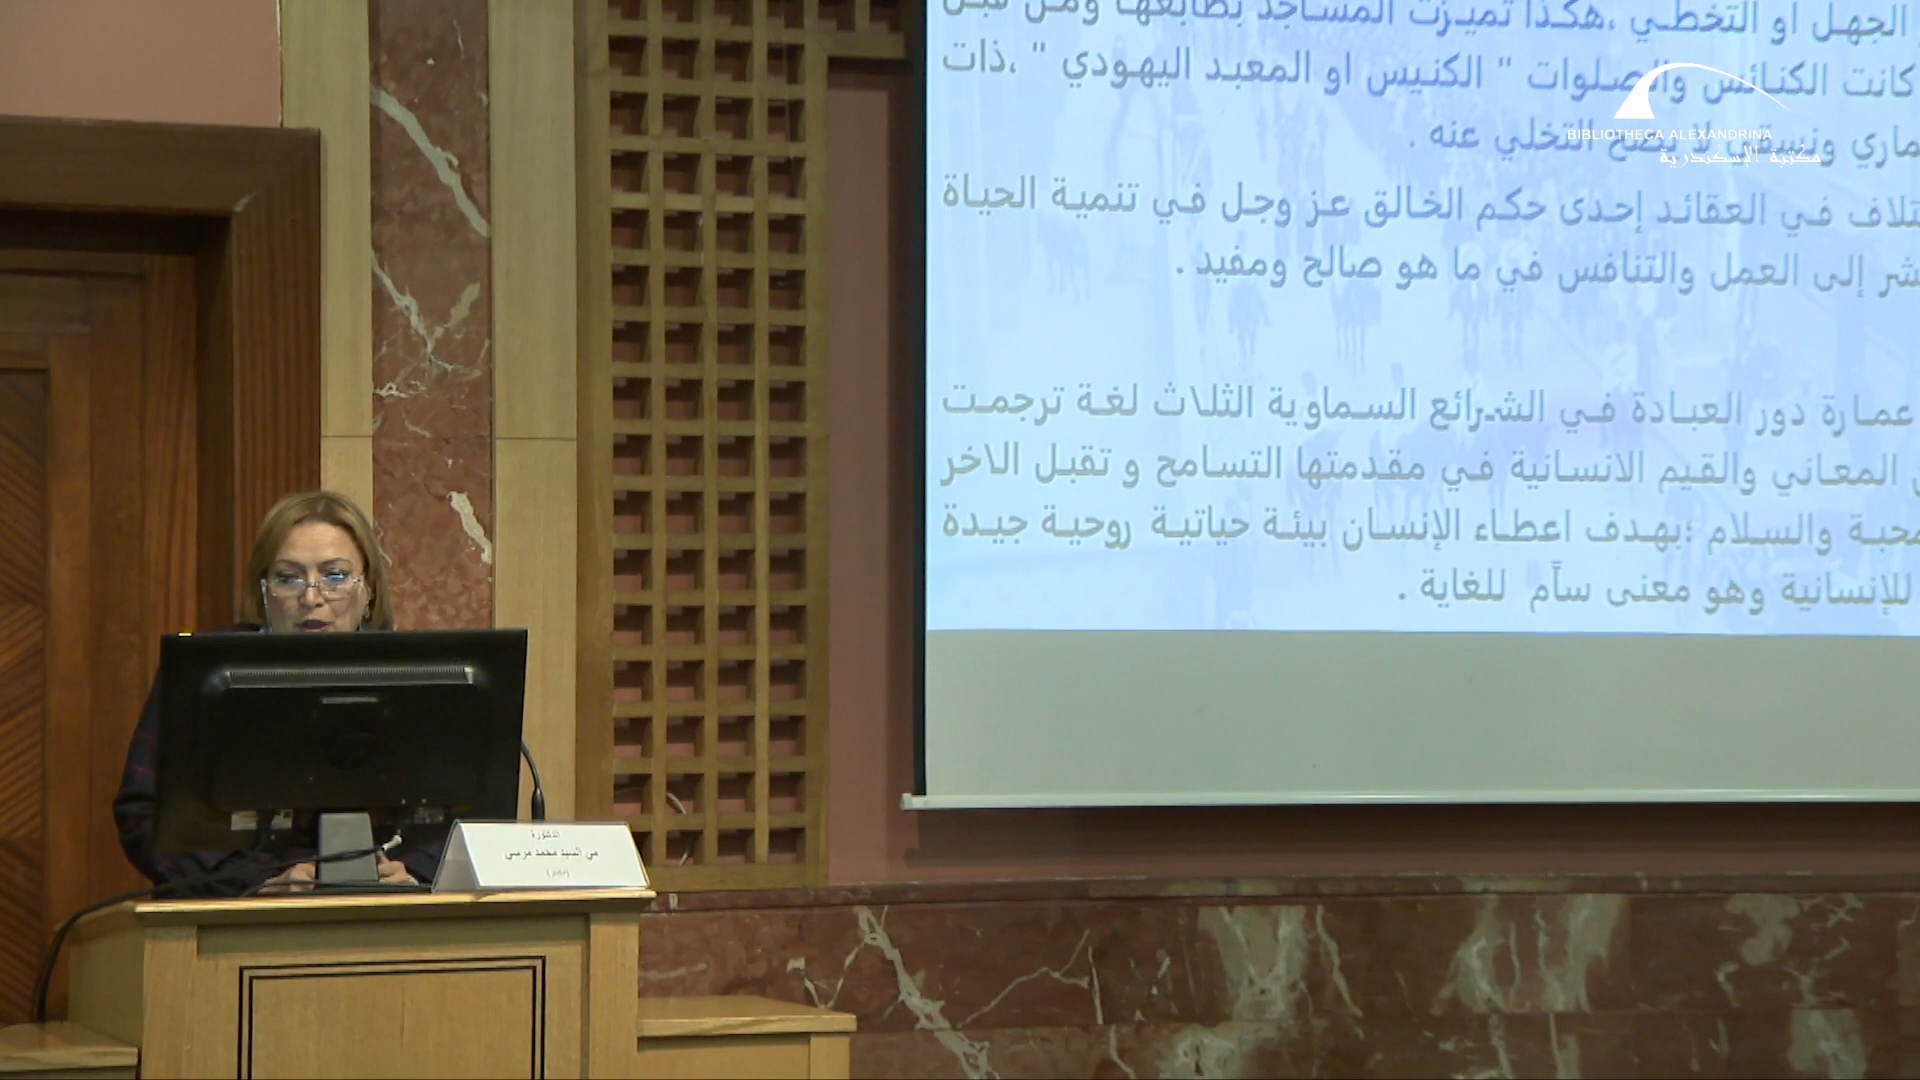 الجهل او التخطي ،هكذا تميزت المساجد بطابعها ومن قبل
كانت الكنائس والصلوات " الكنيس او المعبد اليهودي " ،ذات
ونستق لا يصح التخلي عنه .
في العقائد إحدى حكم الخالق عز وجل في تنمية الحياة
إلى العمل والتنافس في ما هو صالح ومفيد .
عمارة دور العبادة في الشرائع السماوية الثلاث لغة ترجمت
المعاني والقيم الانسانية في مقدمتها التسامح و تقبل الاخر
والسلام ؛بهدف اعطاء الإنسان بيئة حياتية روحية جيدة
للإنسانية وهو معنى سآم للغاية .
BIBLIOTHECA ALEXANDRINA
مكتبة الإسكندرية
الدكتورة
مي السيد محمد مرسي